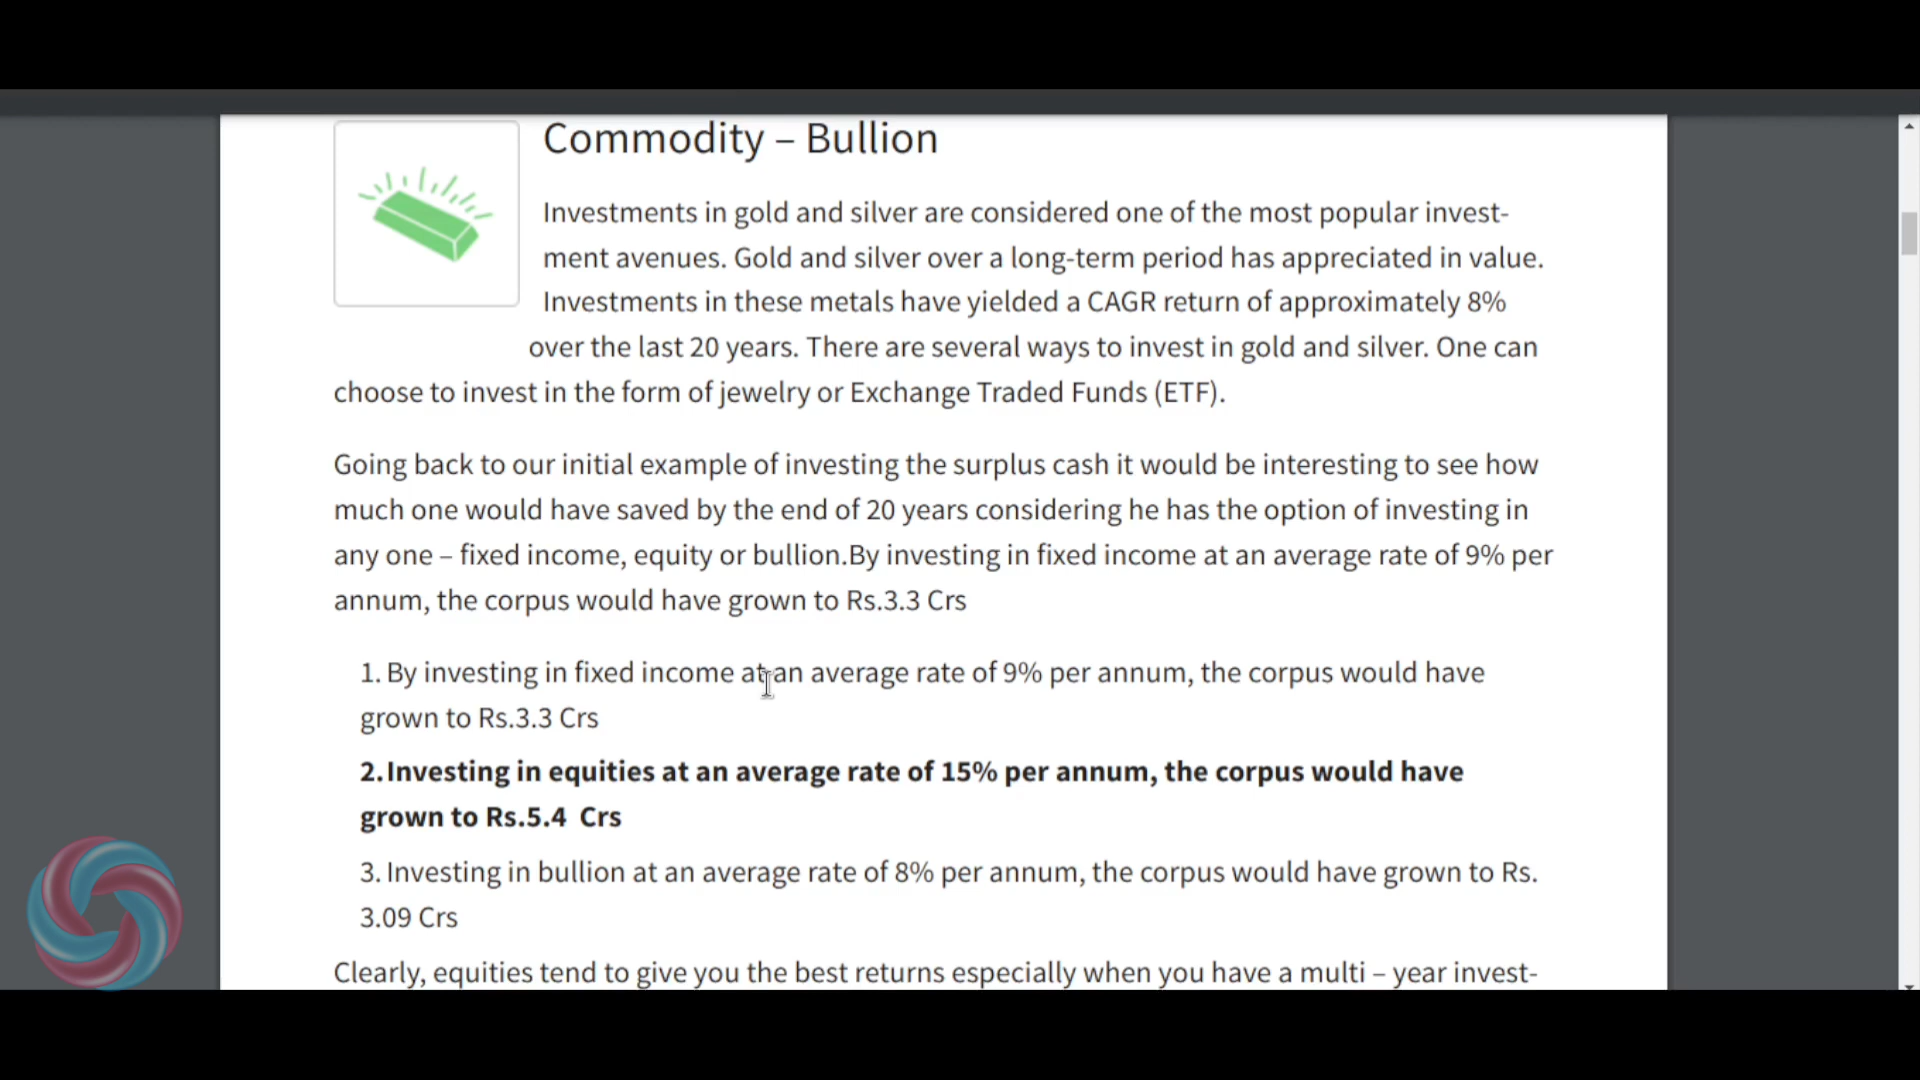 Commodity – Bullion
Investments in gold and silver are considered one of the most popular invest-
ment avenues. Gold and silver over a long-term period has appreciated in value.
Investments in these metals have yielded a CAGR return of approximately 8%
over the last 20 years. There are several ways to invest in gold and silver. One can
choose to invest in the form of jewelry or Exchange Traded Funds (ETF).
Going back to our initial example of investing the surplus cash it would be interesting to see how
much one would have saved by the end of 20 years considering he has the option of investing in
any one – fixed income, equity or bullion.By investing in fixed income at an average rate of 9% per
annum, the corpus would have grown to Rs.3.3 Crs
1. By investing in fixed income at an average rate of 9% per annum, the corpus would have
grown to Rs.3.3 Crs
2. Investing in equities at an average rate of 15% per annum, the corpus would have
grown to Rs.5.4 Crs
3. Investing in bullion at an average rate of 8% per annum, the corpus would have grown to Rs.
3.09 Crs
Clearly, equities tend to give you the best returns especially when you have a multi – year invest-